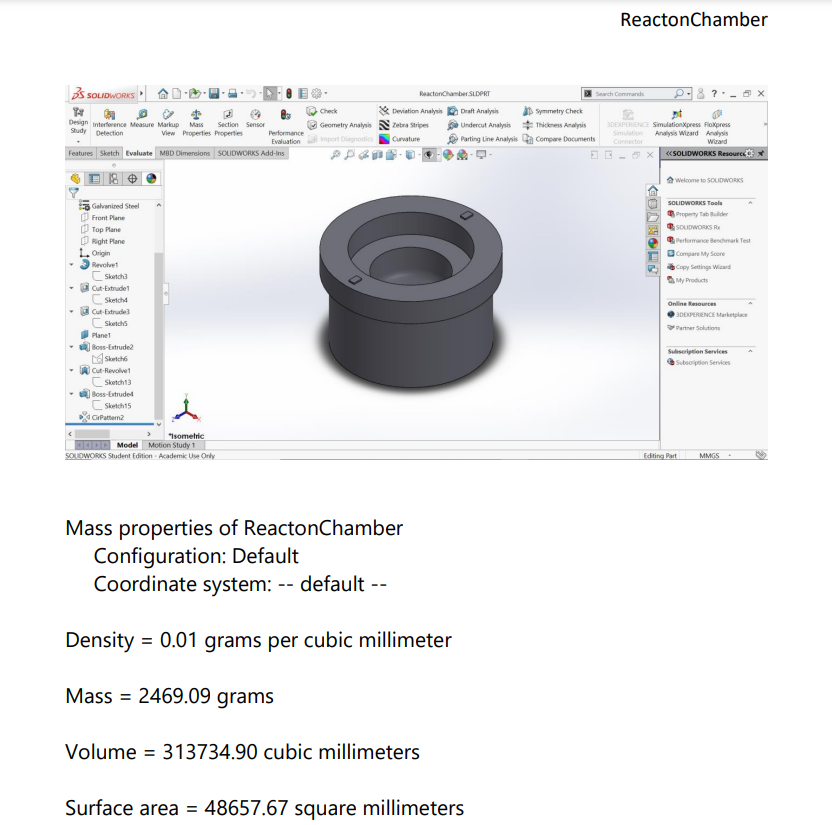 ReactonChamber
SOLIDWORKS
ReactonChamber.SLDPRT
Search Commands
Design Study
Interference Detection
Measure
Markup View
Mass Properties
Section Properties
Sensor
Performance Evaluation
Check
Geometry Analysis
Import Diagnostics
Deviation Analysis
Zebra Stripes
Curvature
Draft Analysis
Undercut Analysis
Parting Line Analysis
Symmetry Check
Thickness Analysis
Compare Documents
3DEXPERIENCE Simulation Connector
SimulationXpress Analysis Wizard
FloXpress Analysis Wizard
Features Sketch Evaluate MBD Dimensions SOLIDWORKS Add-Ins
Galvanized Steel
Front Plane
Top Plane
Right Plane
Origin
Revolve1
Sketch3
Cut-Extrude1
Sketch4
Cut-Extrude3
Sketch5
Plane1
Boss-Extrude2
Sketch6
Cut-Revolve1
Sketch13
Boss-Extrude4
Sketch15
CirPattern2
*Isometric
Model Motion Study 1
SOLIDWORKS Student Edition - Academic Use Only
Editing Part MMGS
SOLIDWORKS Resourc
Welcome to SOLIDWORKS
SOLIDWORKS Tools
Property Tab Builder
SOLIDWORKS Rx
Performance Benchmark Test
Compare My Score
Copy Settings Wizard
My Products
Online Resources
3DEXPERIENCE Marketplace
Partner Solutions
Subscription Services
Subscription Services
Mass properties of ReactonChamber
Configuration: Default
Coordinate system: -- default --
Density = 0.01 grams per cubic millimeter
Mass = 2469.09 grams
Volume = 313734.90 cubic millimeters
Surface area = 48657.67 square millimeters